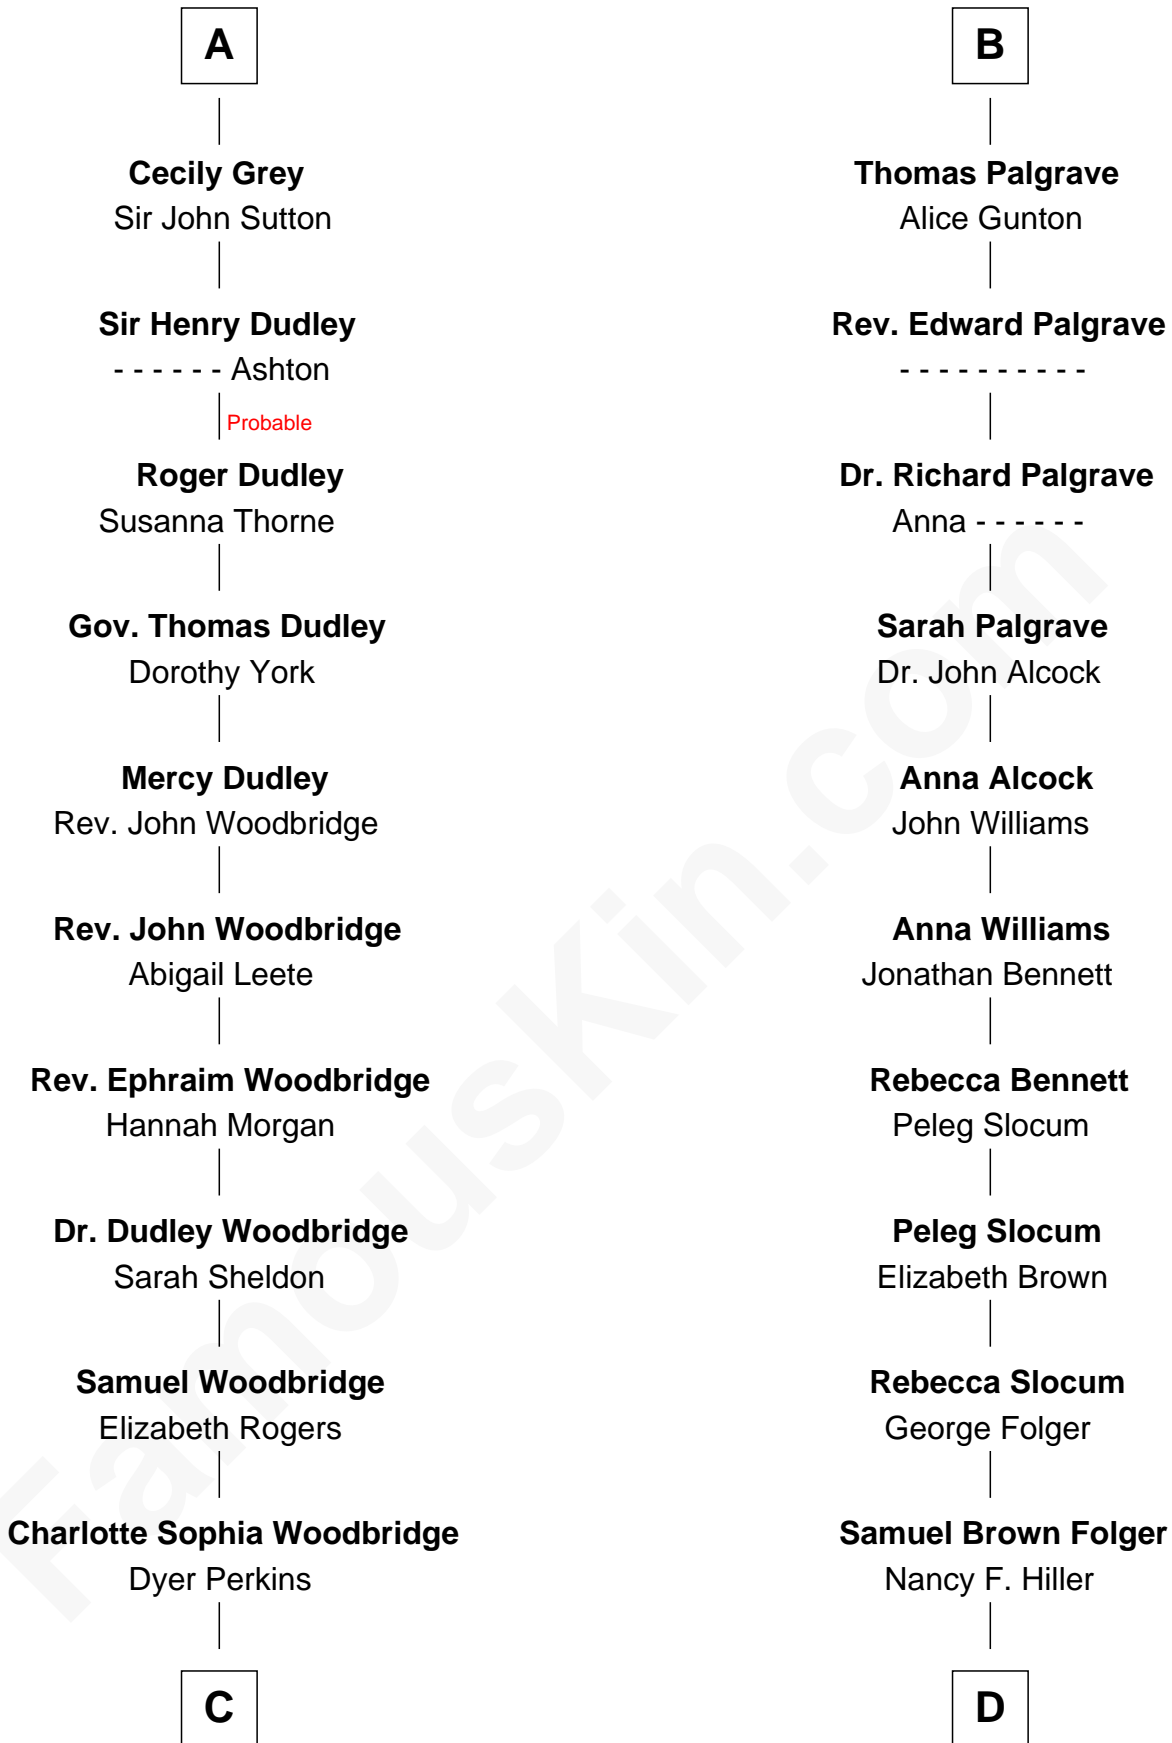 A
Cecily Grey
Sir John Sutton
Sir Henry Dudley
- - - - - - Ashton
Probable
Roger Dudley
Susanna Thorne
Gov. Thomas Dudley
Dorothy York
Mercy Dudley
Rev. John Woodbridge
Rev. John Woodbridge
Abigail Leete
Rev. Ephraim Woodbridge
Hannah Morgan
Dr. Dudley Woodbridge
Sarah Sheldon
Samuel Woodbridge
Elizabeth Rogers
Charlotte Sophia Woodbridge
Dyer Perkins
C
B
Thomas Palgrave
Alice Gunton
Rev. Edward Palgrave
- - - - - - - - - -
Dr. Richard Palgrave
Anna - - - - - -
Sarah Palgrave
Dr. John Alcock
Anna Alcock
John Williams
Anna Williams
Jonathan Bennett
Rebecca Bennett
Peleg Slocum
Peleg Slocum
Elizabeth Brown
Rebecca Slocum
George Folger
Samuel Brown Folger
Nancy F. Hiller
D
FamousKin.com